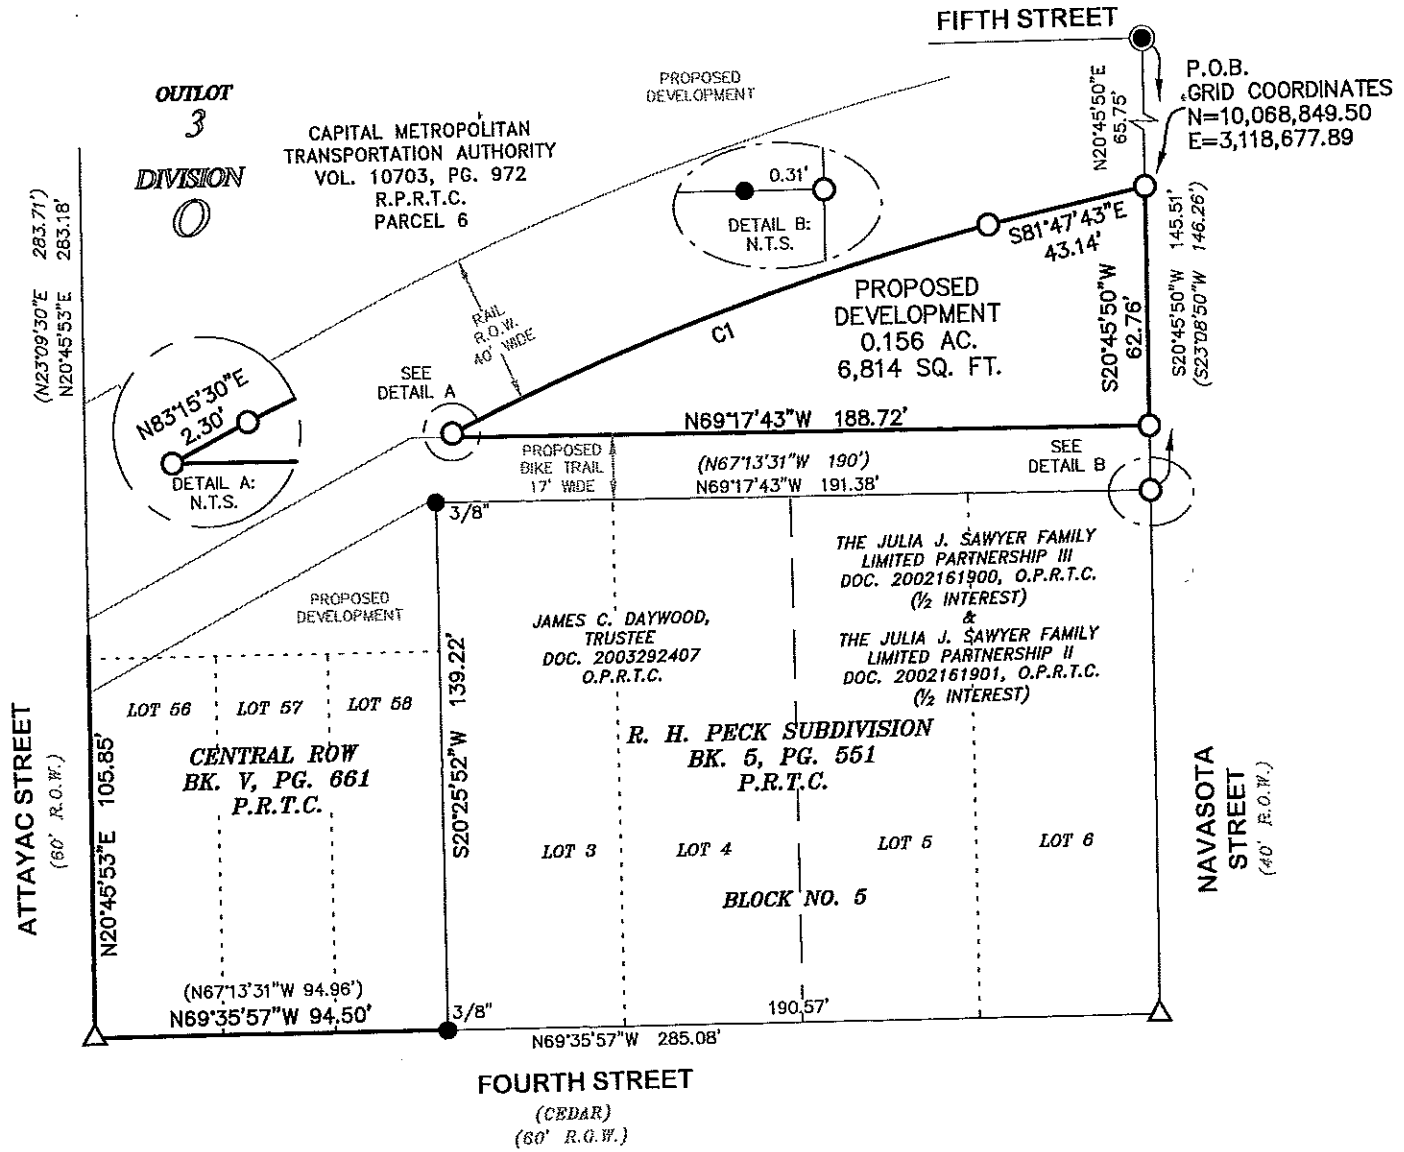 FIFTH STREET
P.O.B.
GRID COORDINATES
N=10,068,849.50
E=3,118,677.89
N20°45'50"E
65.75'
PROPOSED
DEVELOPMENT
OUTLOT
3
DIVISION
O
CAPITAL METROPOLITAN
TRANSPORTATION AUTHORITY
VOL. 10703, PG. 972
R.P.R.T.C.
PARCEL 6
(N23°09'30"E 283.71')
N20°45'53"E 283.18'
0.31'
DETAIL B:
N.T.S.
S81°47'43"E
43.14'
S20°45'50"W
62.76'
S20°45'50"W 145.51'
(S23°08'50"W 146.26')
PROPOSED
DEVELOPMENT
0.156 AC.
6,814 SQ. FT.
C1
RAIL
R.O.W.
40' WIDE
SEE
DETAIL A
N83°15'30"E
2.30'
DETAIL A:
N.T.S.
N69°17'43"W 188.72'
PROPOSED
BIKE TRAIL
17' WIDE
(N67°13'31"W 190')
N69°17'43"W 191.38'
SEE
DETAIL B
3/8"
PROPOSED
DEVELOPMENT
JAMES C. DAYWOOD,
TRUSTEE
DOC. 2003292407
O.P.R.T.C.
THE JULIA J. SAWYER FAMILY
LIMITED PARTNERSHIP III
DOC. 2002161900, O.P.R.T.C.
(½ INTEREST)
&
THE JULIA J. SAWYER FAMILY
LIMITED PARTNERSHIP II
DOC. 2002161901, O.P.R.T.C.
(½ INTEREST)
LOT 56
LOT 57
LOT 58
CENTRAL ROW
BK. V, PG. 661
P.R.T.C.
S20°25'52"W 139.22'
R. H. PECK SUBDIVISION
BK. 5, PG. 551
P.R.T.C.
LOT 3
LOT 4
LOT 5
LOT 6
BLOCK NO. 5
ATTAYAC STREET
(60' R.O.W.)
N20°45'53"E 105.85'
NAVASOTA
STREET
(40' R.O.W.)
(N67°13'31"W 94.96')
N69°35'57"W 94.50'
3/8"
190.57'
N69°35'57"W 285.08'
FOURTH STREET
(CEDAR)
(60' R.O.W.)